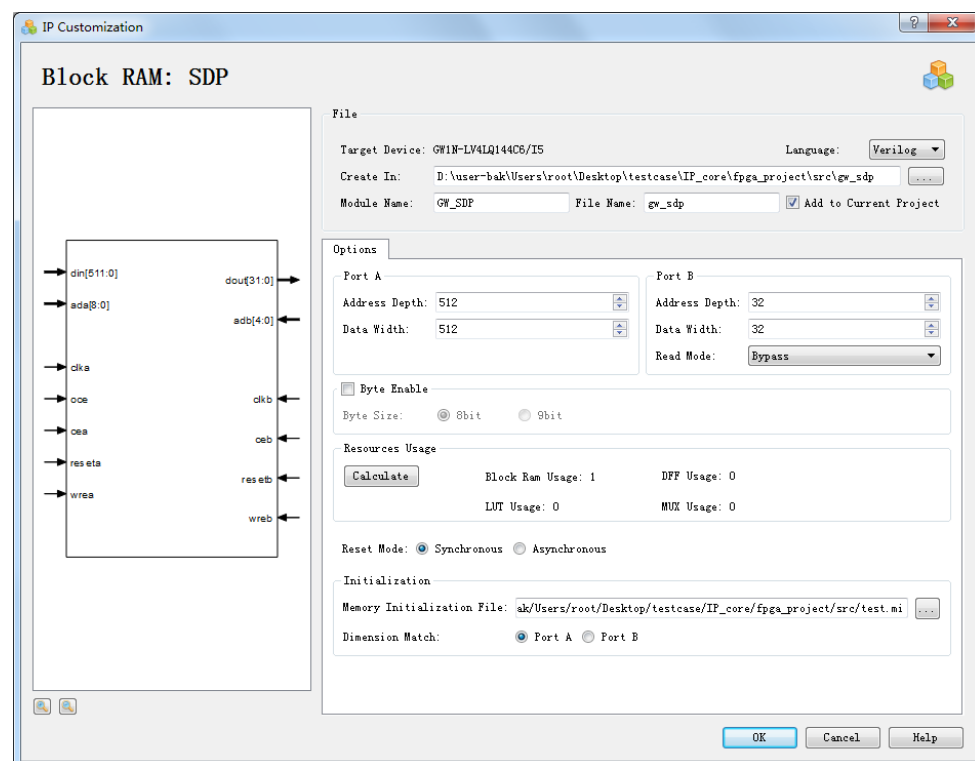 IP Customization
Block RAM: SDP
File
Target Device: GW1N-LV4LQ144C6/I5 Language: Verilog
Create In: D:\user-bak\Users\root\Desktop\testcase\IP_core\fpga_project\src\gw_sdp ...
Module Name: GW_SDP File Name: gw_sdp Add to Current Project
din[511:0]
dout[31:0]
ada[8:0]
adb[4:0]
clka
oce
clkb
cea
ceb
reseta
resetb
wrea
wreb
Options
Port A
Address Depth: 512
Data Width: 512
Port B
Address Depth: 32
Data Width: 32
Read Mode: Bypass
Byte Enable
Byte Size: 8bit 9bit
Resources Usage
Calculate Block Ram Usage: 1 DFF Usage: 0
LUT Usage: 0 MUX Usage: 0
Reset Mode: Synchronous Asynchronous
Initialization
Memory Initialization File: ak/Users/root/Desktop/testcase/IP_core/fpga_project/src/test.mi ...
Dimension Match: Port A Port B
OK Cancel Help